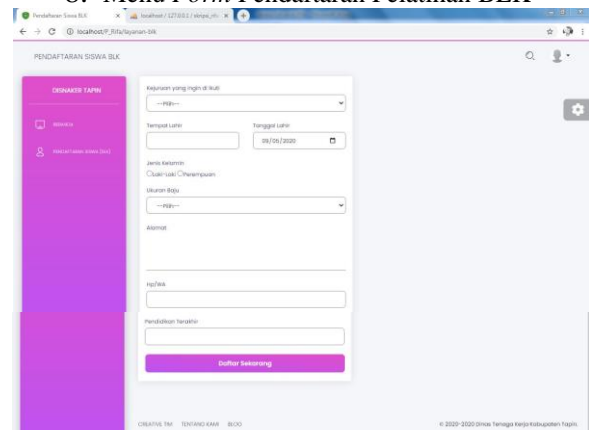 Menu Form Pendaftaran Pelatihan BLK
Pendaftaran Siswa BLK
localhost / 127.0.0.1 /
localhost/P_Rifa/layanan-blk
PENDAFTARAN SISWA BLK
DISNAKER TAPIN
BERANDA
PENDAFTARAN SISWA (BLK)
Kejuruan yang ingin di ikuti
---Pilih---
Tempat Lahir Tanggal Lahir
09/05/2020
Jenis Kelamin
Laki-Laki Perempuan
Ukuran Baju
---Pilih---
Alamat
Hp/WA
Pendidikan Terakhir
Daftar Sekarang
CREATIVE TIM TENTANG KAMI BLOG
© 2020-2020 Dinas Tenaga Kerja Kabupaten Tapin.